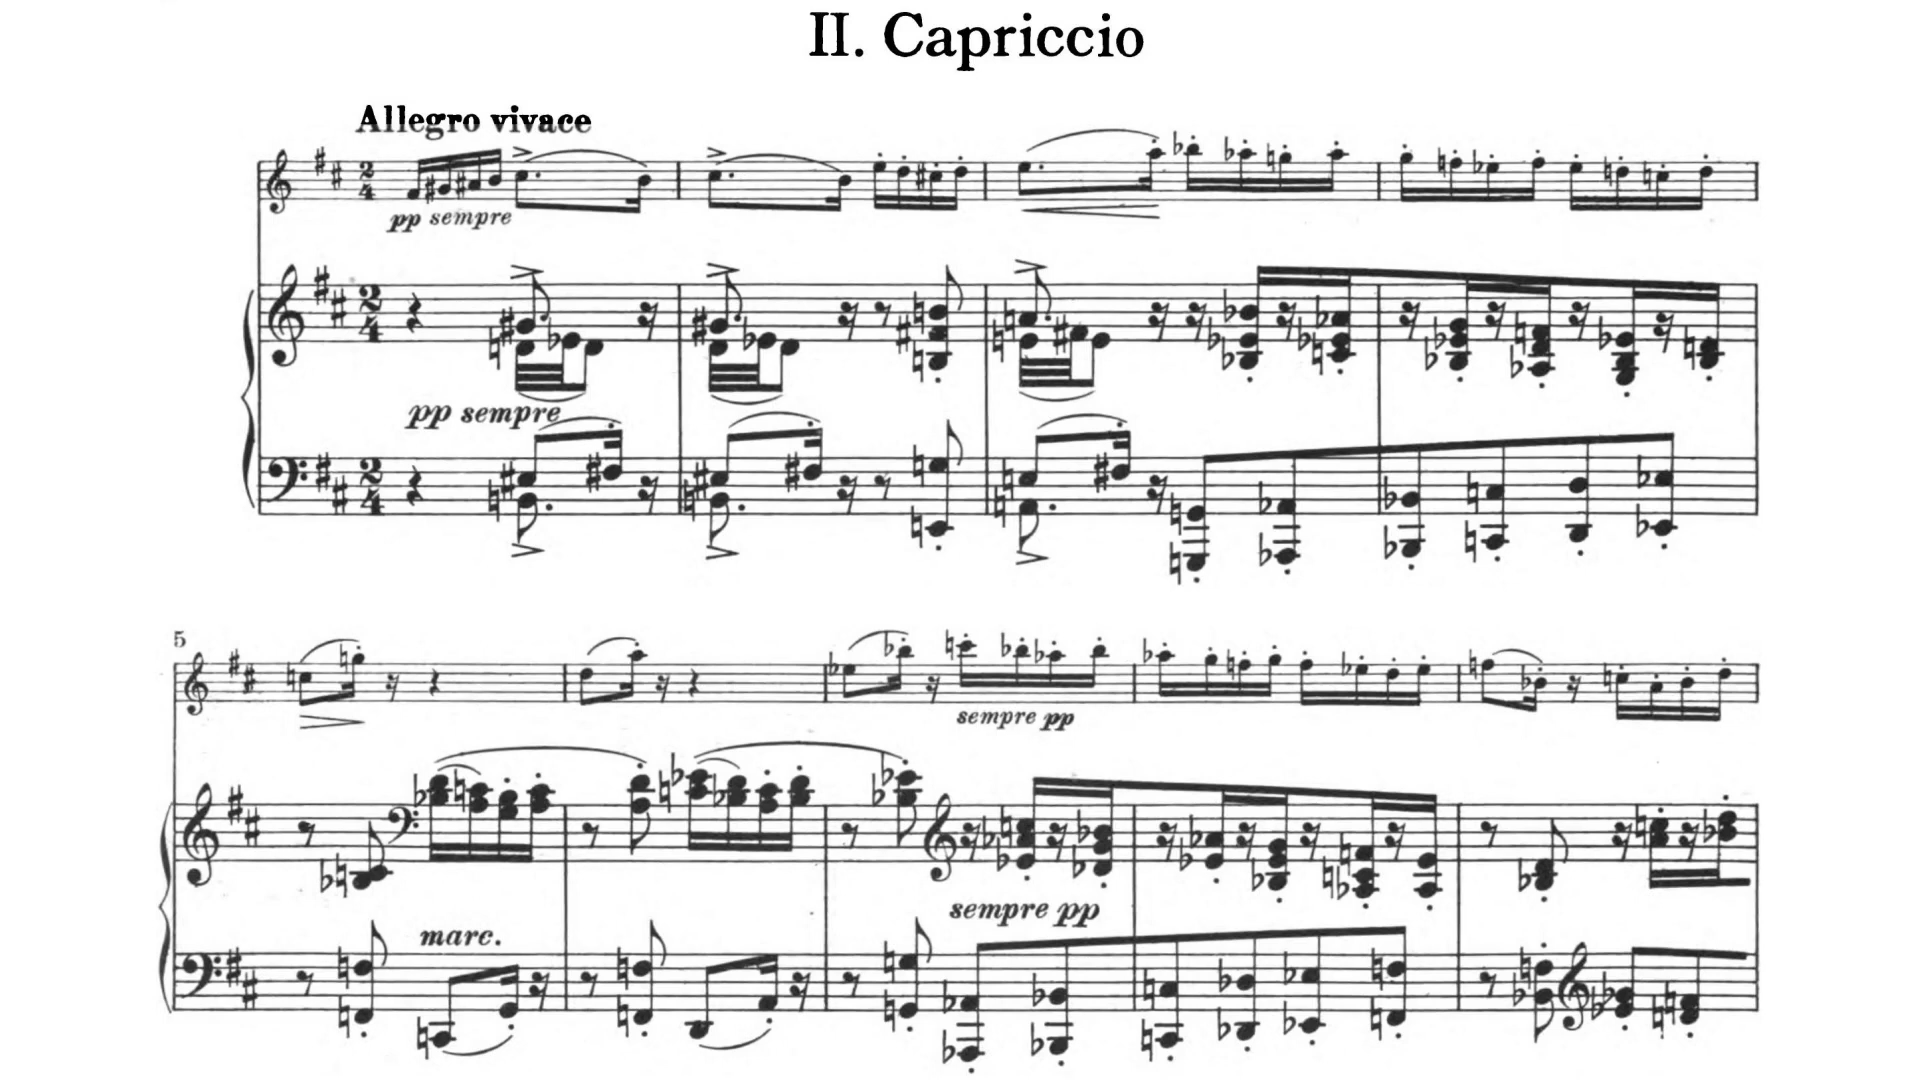 II. Capriccio
Allegro vivace
pp sempre
pp sempre
5
sempre pp
marc.
sempre pp